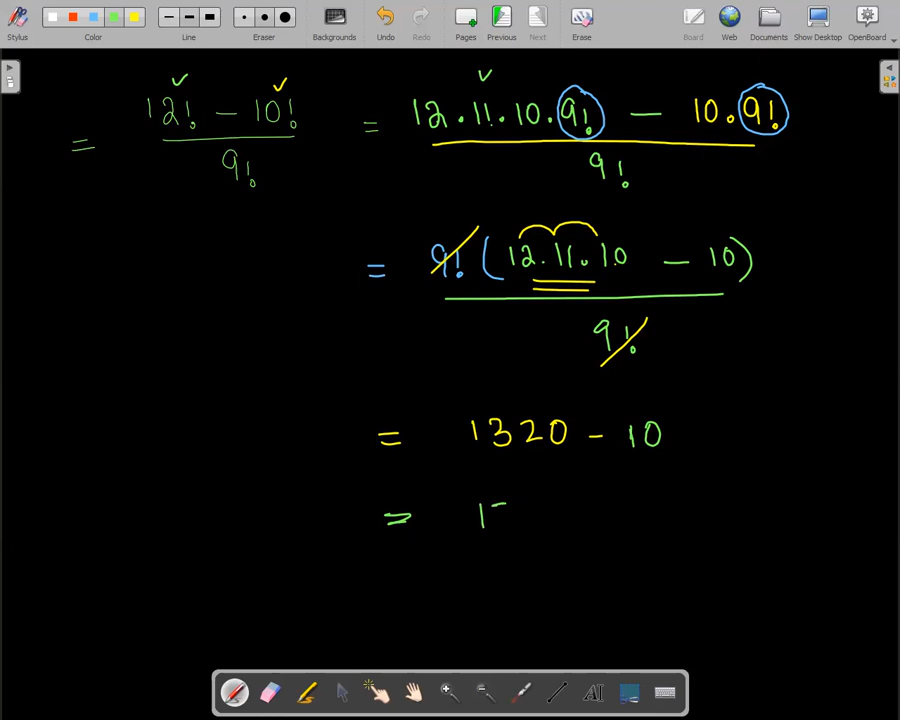 Stylus Color Line Eraser Backgrounds Undo Redo Pages Previous Next Erase Board Web Documents Show Desktop OpenBoard
= 12! - 10! / 9! = 12.11.10.9! - 10.9! / 9!
= 9! (12.11.10 - 10) / 9!
= 1320 - 10
= 1